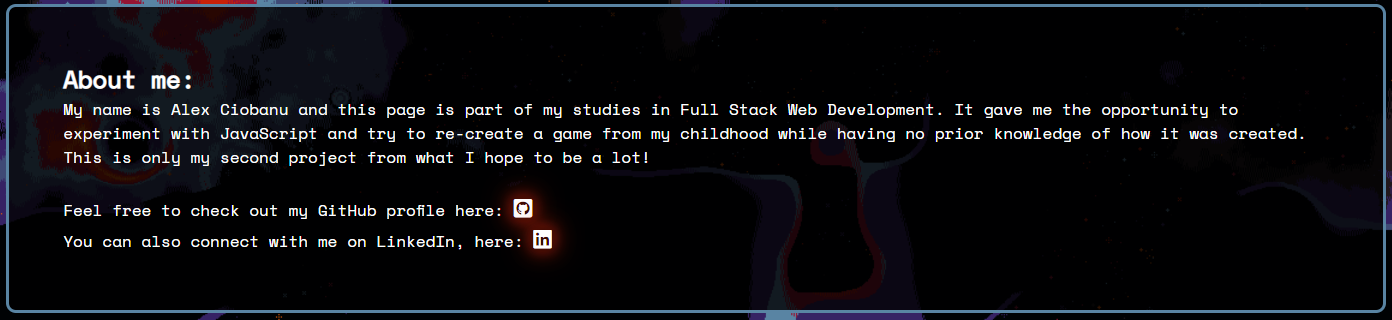 About me:
My name is Alex Ciobanu and this page is part of my studies in Full Stack Web Development. It gave me the opportunity to
experiment with JavaScript and try to re-create a game from my childhood while having no prior knowledge of how it was created.
This is only my second project from what I hope to be a lot!
Feel free to check out my GitHub profile here:
You can also connect with me on LinkedIn, here: in